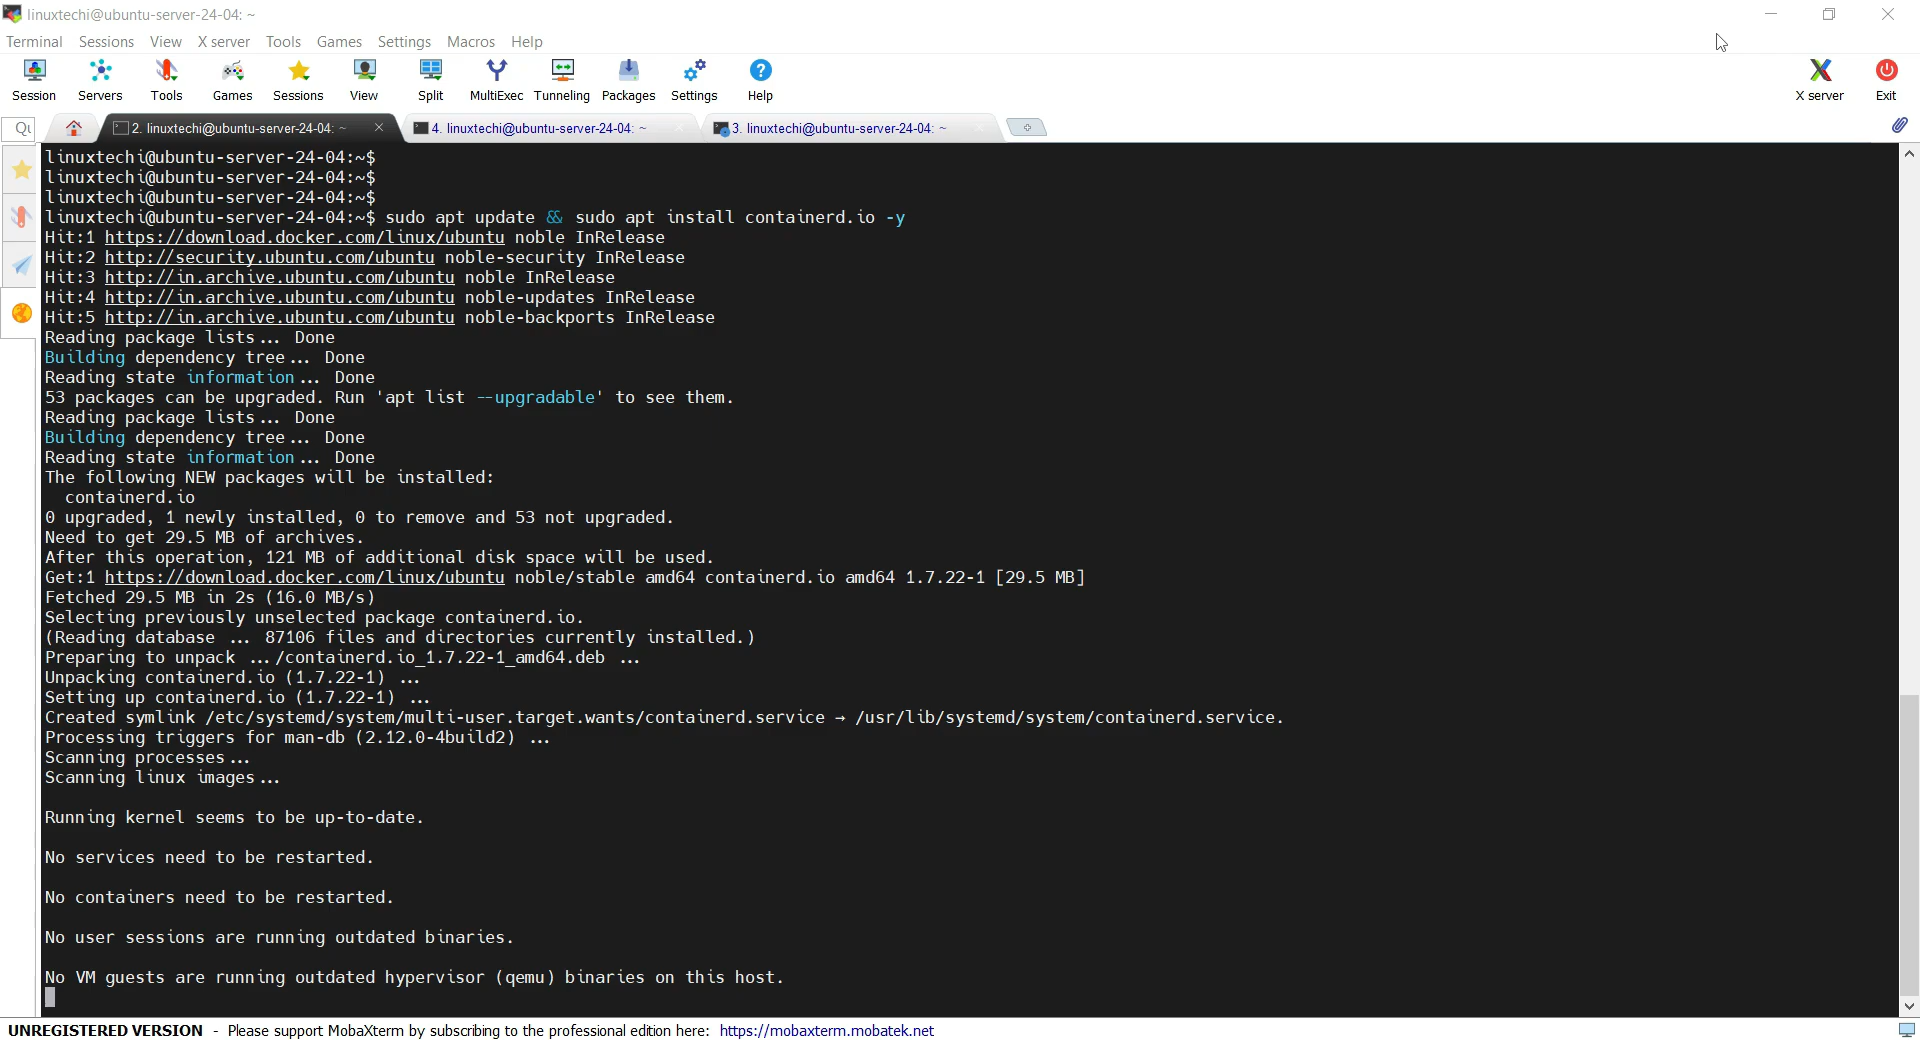 linuxtechi@ubuntu-server-24-04: ~
Terminal Sessions View X server Tools Games Settings Macros Help
Session Servers Tools Games Sessions View Split MultiExec Tunneling Packages Settings Help X server Exit
Qu 2. linuxtechi@ubuntu-server-24-04: ~ 4. linuxtechi@ubuntu-server-24-04: ~ 3. linuxtechi@ubuntu-server-24-04: ~
linuxtechi@ubuntu-server-24-04:~$
linuxtechi@ubuntu-server-24-04:~$
linuxtechi@ubuntu-server-24-04:~$
linuxtechi@ubuntu-server-24-04:~$ sudo apt update && sudo apt install containerd.io -y
Hit:1 https://download.docker.com/linux/ubuntu noble InRelease
Hit:2 http://security.ubuntu.com/ubuntu noble-security InRelease
Hit:3 http://in.archive.ubuntu.com/ubuntu noble InRelease
Hit:4 http://in.archive.ubuntu.com/ubuntu noble-updates InRelease
Hit:5 http://in.archive.ubuntu.com/ubuntu noble-backports InRelease
Reading package lists... Done
Building dependency tree... Done
Reading state information... Done
53 packages can be upgraded. Run 'apt list --upgradable' to see them.
Reading package lists... Done
Building dependency tree... Done
Reading state information... Done
The following NEW packages will be installed:
containerd.io
0 upgraded, 1 newly installed, 0 to remove and 53 not upgraded.
Need to get 29.5 MB of archives.
After this operation, 121 MB of additional disk space will be used.
Get:1 https://download.docker.com/linux/ubuntu noble/stable amd64 containerd.io amd64 1.7.22-1 [29.5 MB]
Fetched 29.5 MB in 2s (16.0 MB/s)
Selecting previously unselected package containerd.io.
(Reading database ... 87106 files and directories currently installed.)
Preparing to unpack .../containerd.io_1.7.22-1_amd64.deb ...
Unpacking containerd.io (1.7.22-1) ...
Setting up containerd.io (1.7.22-1) ...
Created symlink /etc/systemd/system/multi-user.target.wants/containerd.service → /usr/lib/systemd/system/containerd.service.
Processing triggers for man-db (2.12.0-4build2) ...
Scanning processes...
Scanning linux images...
Running kernel seems to be up-to-date.
No services need to be restarted.
No containers need to be restarted.
No user sessions are running outdated binaries.
No VM guests are running outdated hypervisor (qemu) binaries on this host.
UNREGISTERED VERSION - Please support MobaXterm by subscribing to the professional edition here: https://mobaxterm.mobatek.net